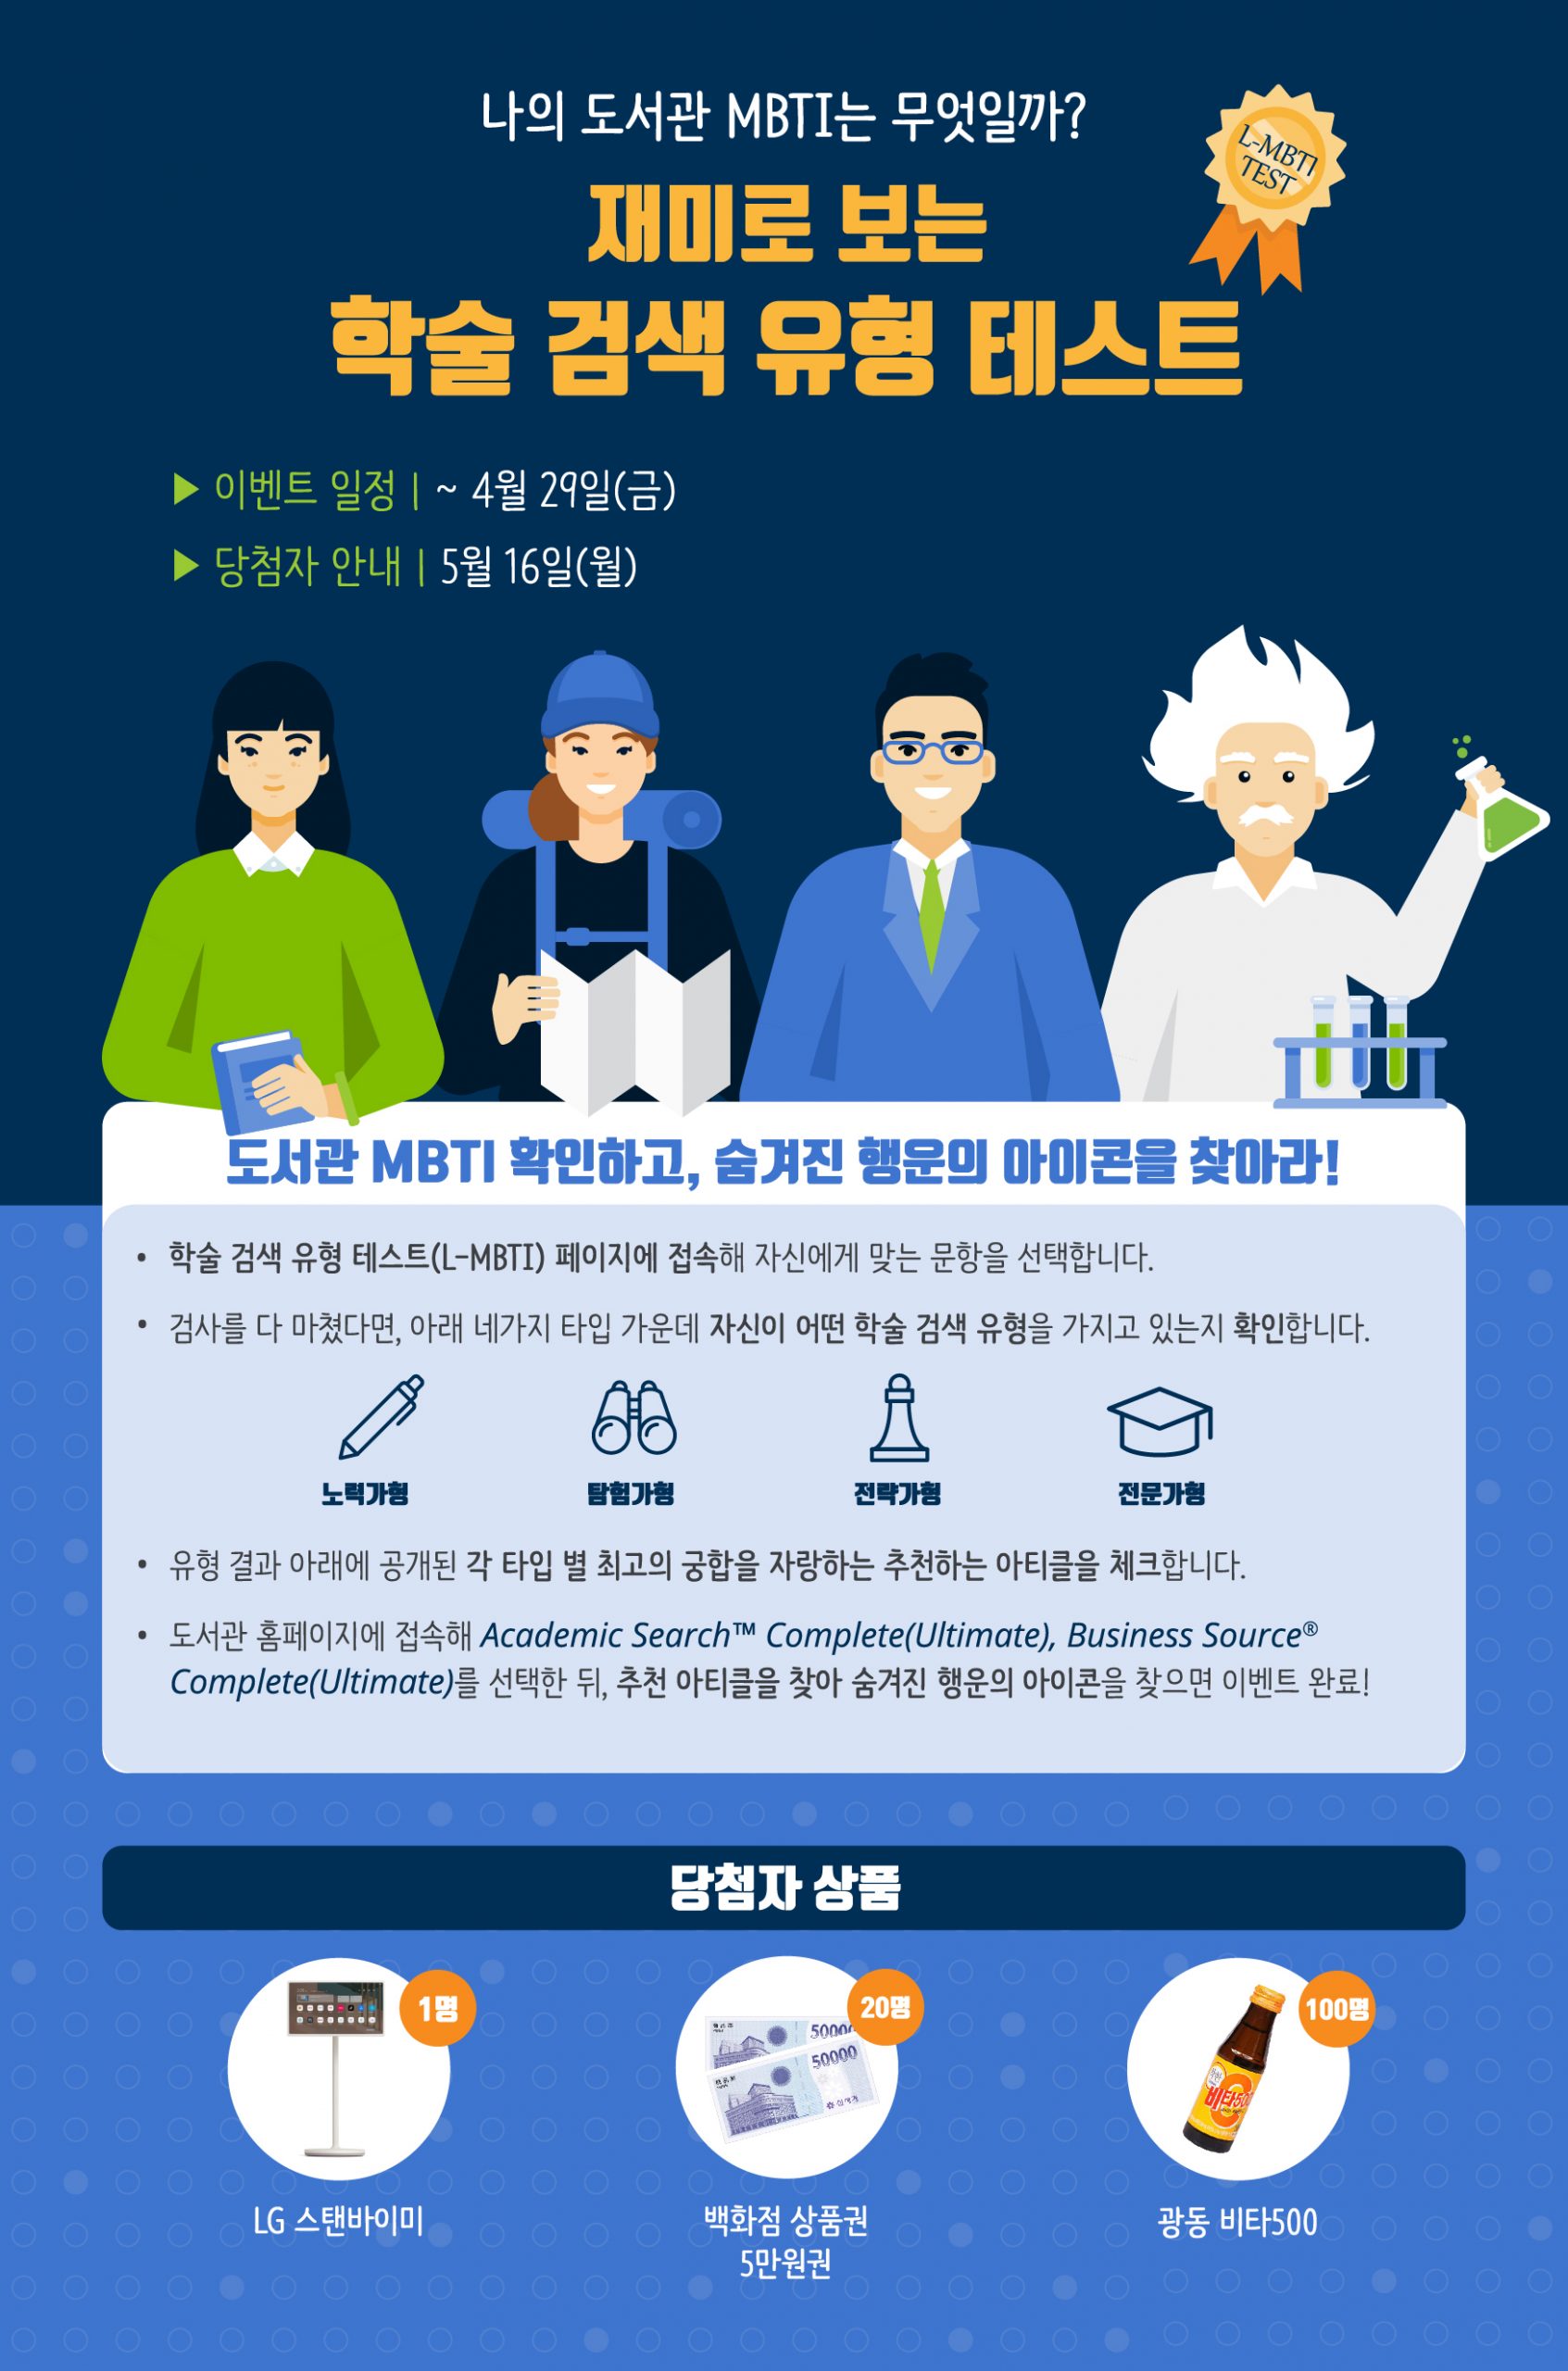 나의 도서관 MBTI는 무엇일까?
L-MBTI
TEST
재미로 보는
학술 검색 유형 테스트
▶ 이벤트 일정 | ~ 4월 29일(금)
▶ 당첨자 안내 | 5월 16일(월)
도서관 MBTI 확인하고, 숨겨진 행운의 아이콘을 찾아라!
• 학술 검색 유형 테스트(L-MBTI) 페이지에 접속해 자신에게 맞는 문항을 선택합니다.
• 검사를 다 마쳤다면, 아래 네가지 타입 가운데 자신이 어떤 학술 검색 유형을 가지고 있는지 확인합니다.
노력가형 탐험가형 전략가형 전문가형
• 유형 결과 아래에 공개된 각 타입 별 최고의 궁합을 자랑하는 추천하는 아티클을 체크합니다.
• 도서관 홈페이지에 접속해 Academic Search™ Complete(Ultimate), Business Source®
Complete(Ultimate)를 선택한 뒤, 추천 아티클을 찾아 숨겨진 행운의 아이콘을 찾으면 이벤트 완료!
당첨자 상품
1명 20명 100명
50000
50000
비타500
LG 스탠바이미 백화점 상품권 광동 비타500
5만원권